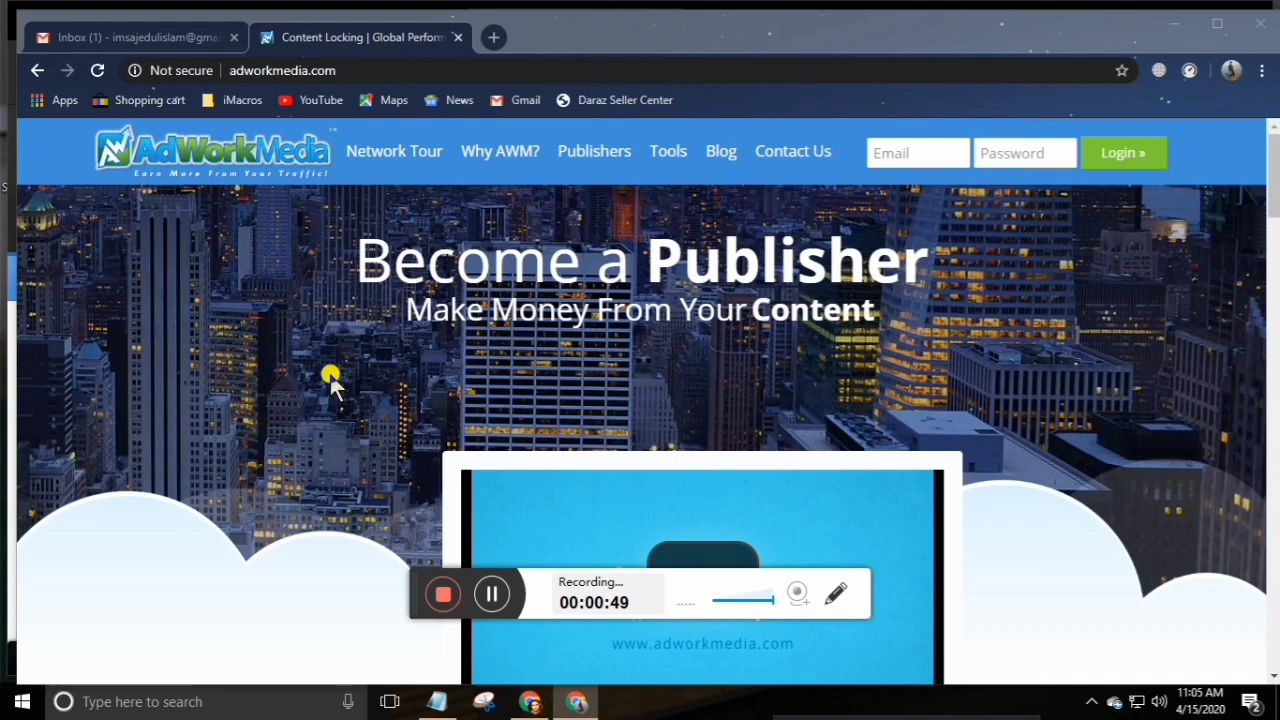 Inbox (1) - imsajedulislam@gma
Content Locking | Global Perform
Not secure
adworkmedia.com
Apps
Shopping cart
iMacros
YouTube
Maps
News
Gmail
Daraz Seller Center
AdWorkMedia™
Earn More From Your Traffic!
Network Tour
Why AWM?
Publishers
Tools
Blog
Contact Us
Email
Password
Login »
Become a Publisher
Make Money From Your Content
Recording...
00:00:49
www.adworkmedia.com
Type here to search
11:05 AM
4/15/2020
2